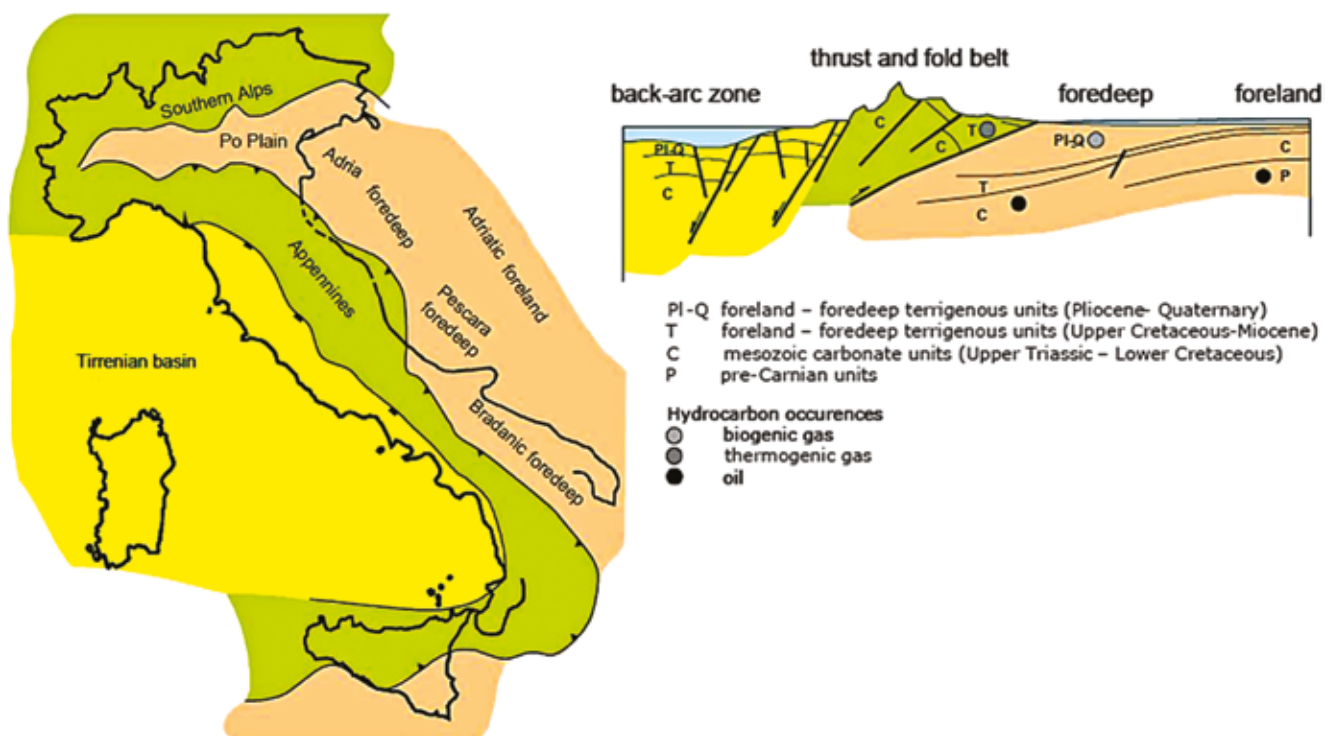 Southern Alps
Po Plain
Adria foredeep
Adriatic foreland
Appennines
Pescara foredeep
Tirrenian basin
Bradanic foredeep
thrust and fold belt
back-arc zone
foredeep
foreland
Pl-Q
T
C
C
T
C
Pl-Q
T
C
C
P
Pl-Q foreland – foredeep terrigenous units (Pliocene- Quaternary)
T foreland – foredeep terrigenous units (Upper Cretaceous-Miocene)
C mesozoic carbonate units (Upper Triassic – Lower Cretaceous)
P pre-Carnian units
Hydrocarbon occurences
biogenic gas
thermogenic gas
oil